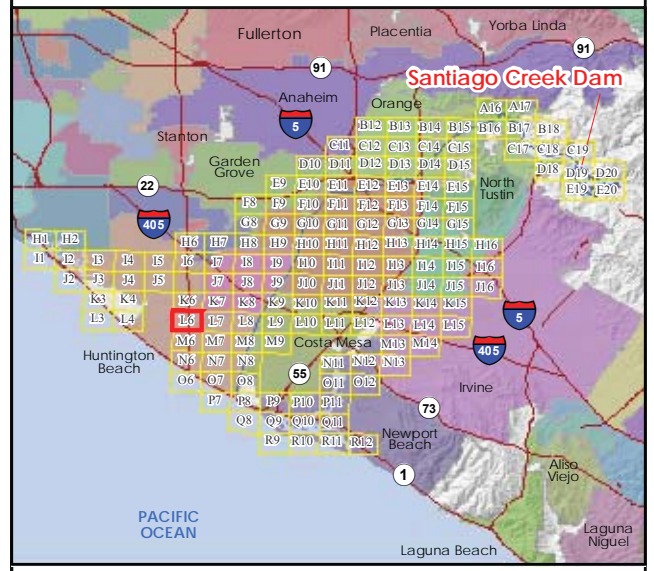 Fullerton
Placentia
Yorba Linda
91
91
Santiago Creek Dam
Anaheim
Orange
A16 A17
5
B12 B13 B14 B15 B16 B17 B18
Stanton
C11 C12 C13 C14 C15 C17 C18 C19
Garden
Grove
D10 D11 D12 D13 D14 D15 D18 D19 D20
22
E9 E10 E11 E12 E13 E14 E15 E19 E20
North
Tustin
F8 F9 F10 F11 F12 F13 F14 F15
405
G8 G9 G10 G11 G12 G13 G14 G15
H1 H2 H6 H7 H8 H9 H10 H11 H12 H13 H14 H15 H16
I1 I2 I3 I4 I5 I6 I7 I8 I9 I10 I11 I12 I13 I14 I15 I16
J2 J3 J4 J5 J7 J8 J9 J10 J11 J12 J13 J14 J15 J16
K3 K4 K6 K7 K8 K9 K10 K11 K12 K13 K14 K15
5
L3 L4 L6 L7 L8 L9 L10 L11 L12 L13 L14 L15
M6 M7 M8 M9 Costa Mesa M13 M14
405
Huntington
Beach
N6 N7 N8 N11 N12 N13
55
O6 O7 O8 O11 O12
Irvine
P7 P8 P9 P10 P11
73
Q8 Q9 Q10 Q11
Newport
Beach
R9 R10 R11 R12
1
Aliso
Viejo
PACIFIC
OCEAN
Laguna
Niguel
Laguna Beach